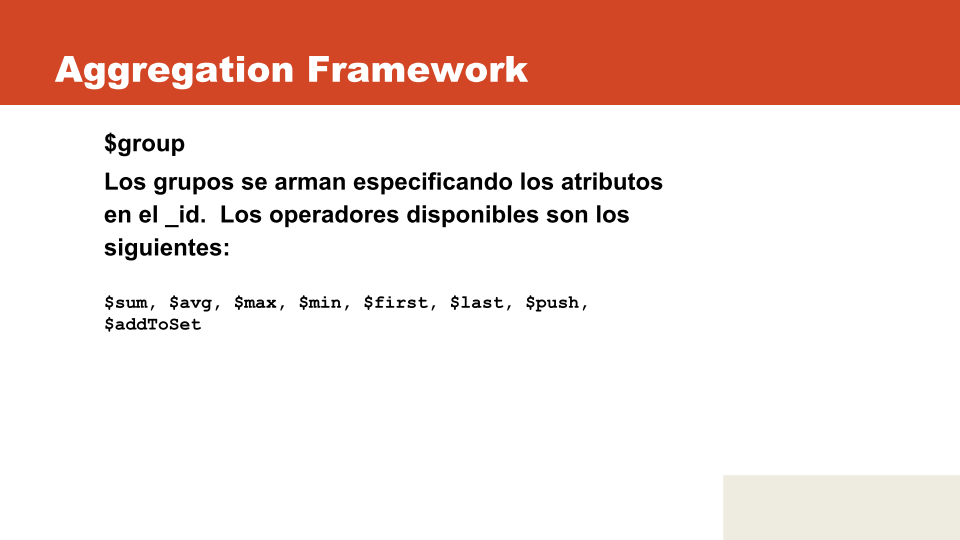 Aggregation Framework
$group
Los grupos se arman especificando los atributos
en el _id.  Los operadores disponibles son los
siguientes:
$sum, $avg, $max, $min, $first, $last, $push,
$addToSet